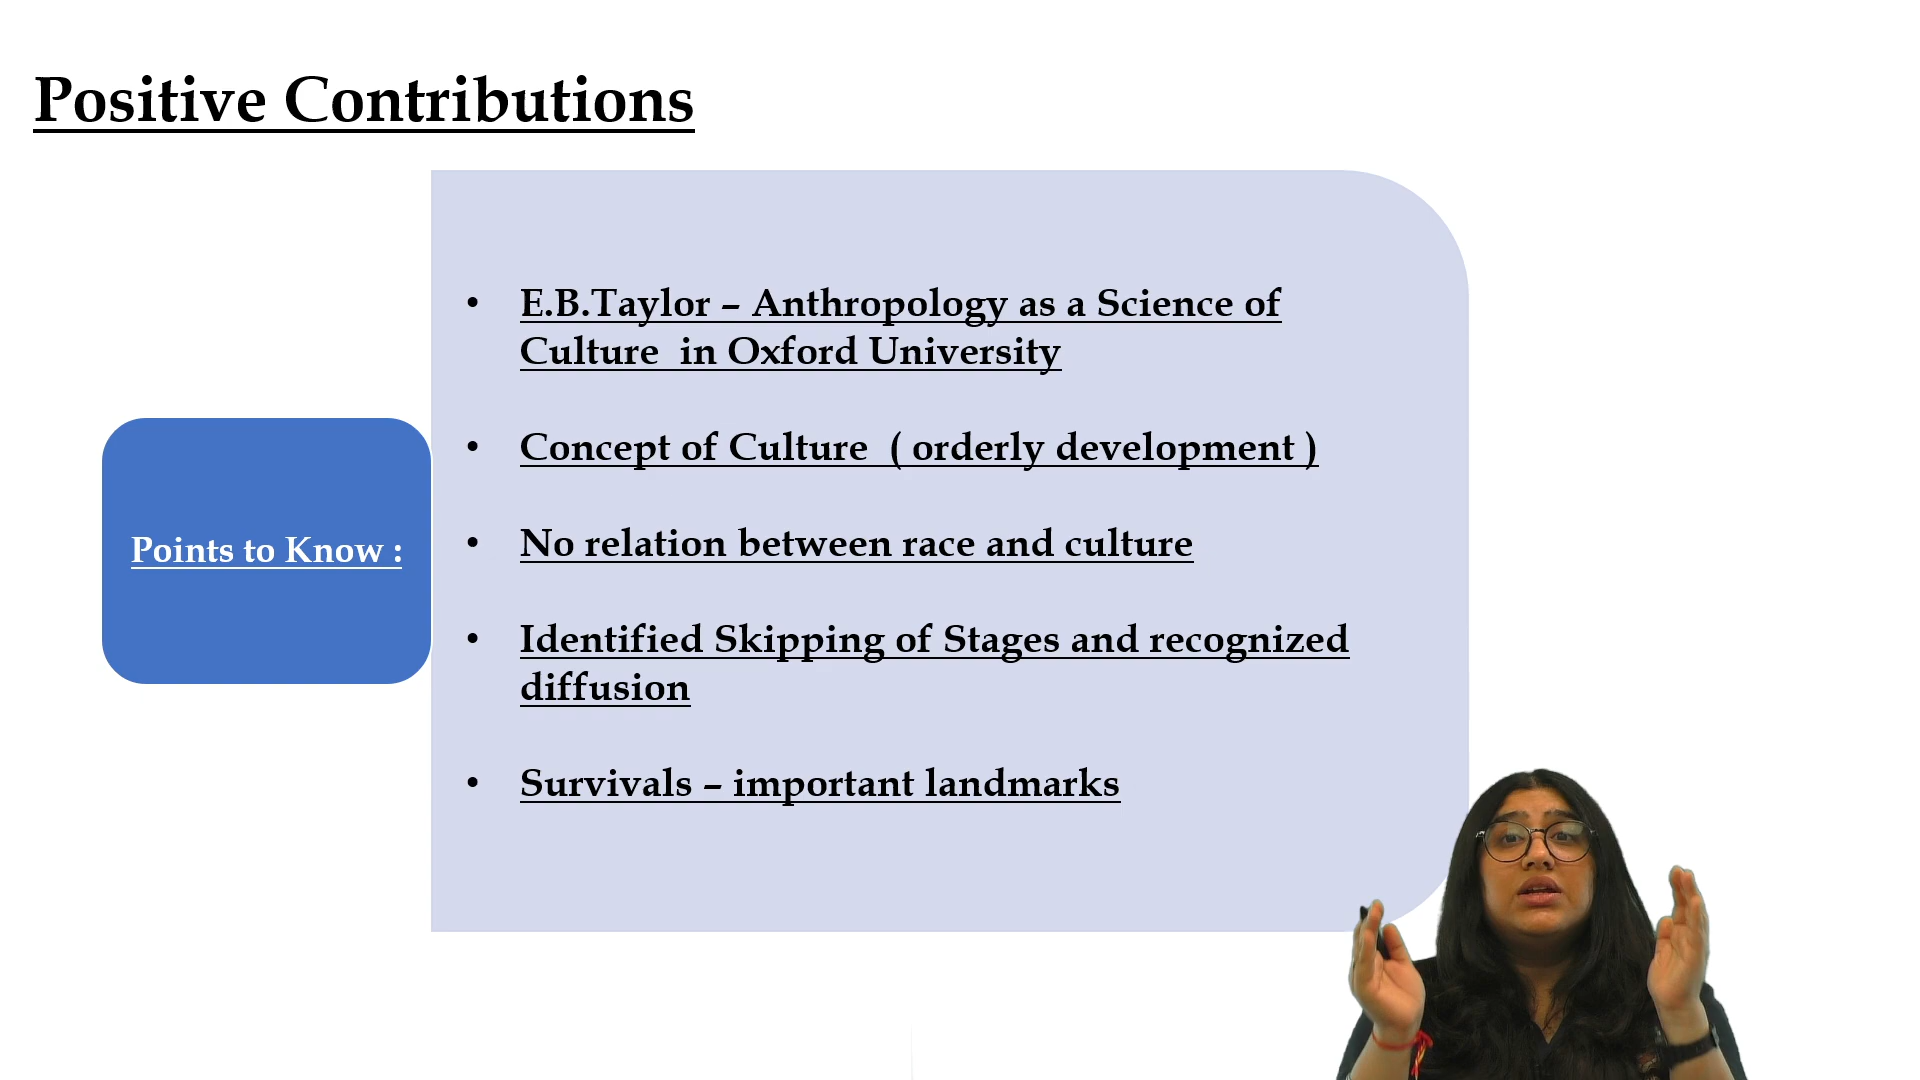 Positive Contributions
Points to Know :
• E.B.Taylor – Anthropology as a Science of
Culture  in Oxford University
• Concept of Culture  ( orderly development )
• No relation between race and culture
• Identified Skipping of Stages and recognized
diffusion
• Survivals – important landmarks